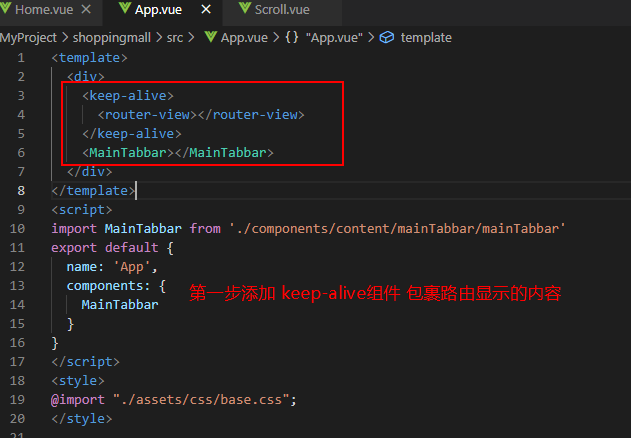 Home.vue App.vue Scroll.vue
MyProject > shoppingmall > src > App.vue > {} "App.vue" > template
1 <template>
2 <div>
3 <keep-alive>
4 <router-view></router-view>
5 </keep-alive>
6 <MainTabbar></MainTabbar>
7 </div>
8 </template>
9 <script>
10 import MainTabbar from './components/content/mainTabbar/mainTabbar'
11 export default {
12 name: 'App',
13 components: {
第一步添加 keep-alive组件 包裹路由显示的内容
14 MainTabbar
15 }
16 }
17 </script>
18 <style>
19 @import "./assets/css/base.css";
20 </style>
21